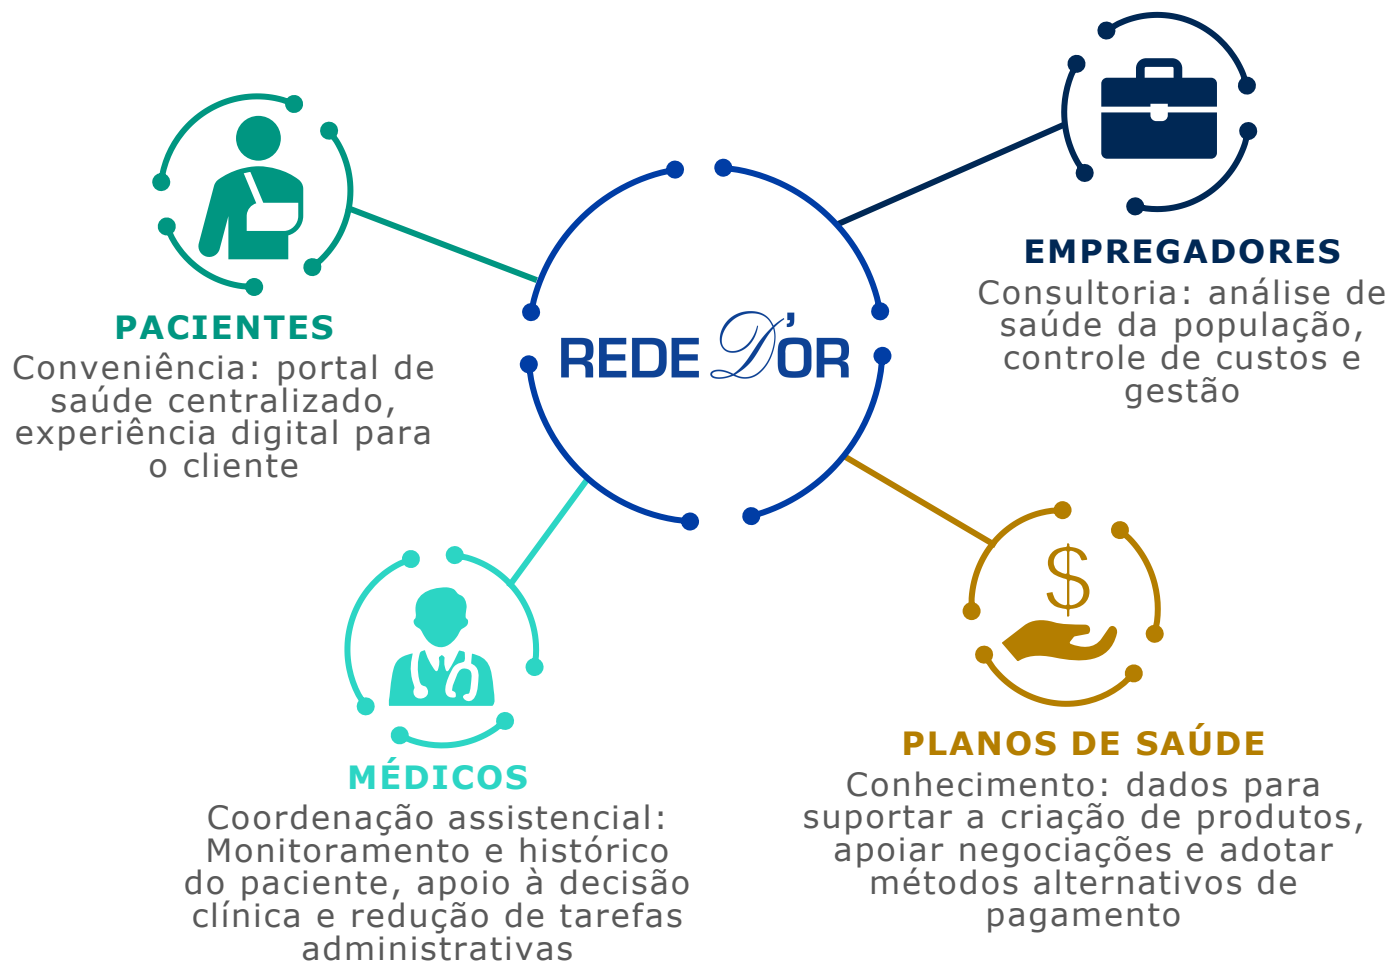 PACIENTES
Conveniência: portal de
saúde centralizado,
experiência digital para
o cliente
REDE D'OR
EMPREGADORES
Consultoria: análise de
saúde da população,
controle de custos e
gestão
MÉDICOS
Coordenação assistencial:
Monitoramento e histórico
do paciente, apoio à decisão
clínica e redução de tarefas
administrativas
$
PLANOS DE SAÚDE
Conhecimento: dados para
suportar a criação de produtos,
apoiar negociações e adotar
métodos alternativos de
pagamento